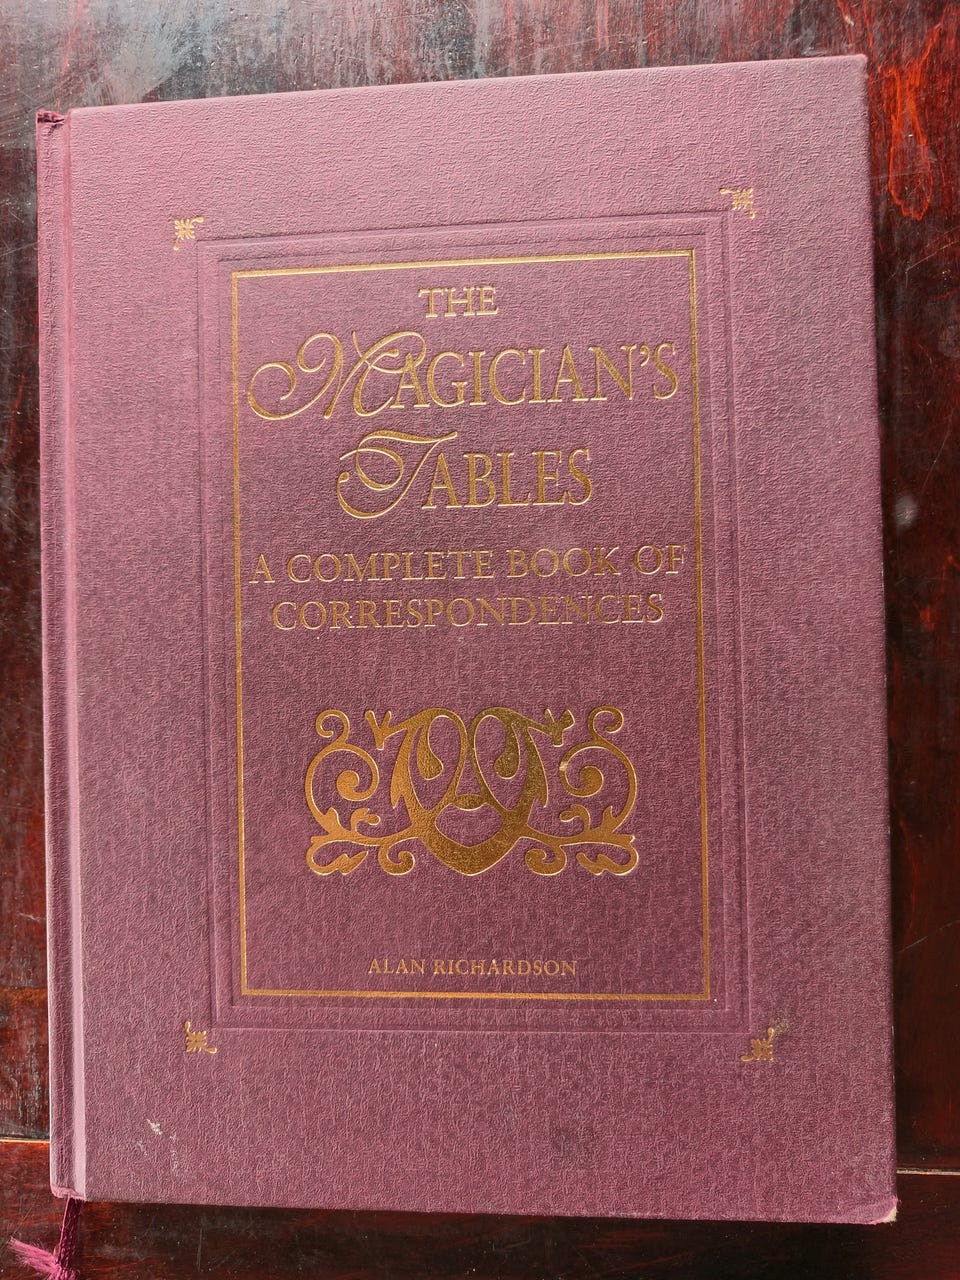 THE
MAGICIAN'S
TABLES
A COMPLETE BOOK OF
CORRESPONDENCES
ALAN RICHARDSON